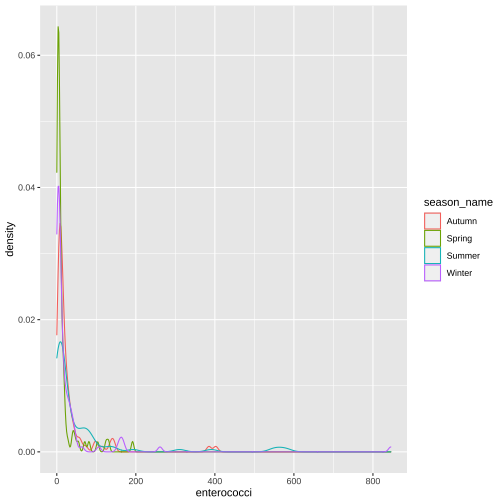 0.06
0.04
0.02
0.00
0
200
400
600
800
density
enterococci
season_name
Autumn
Spring
Summer
Winter